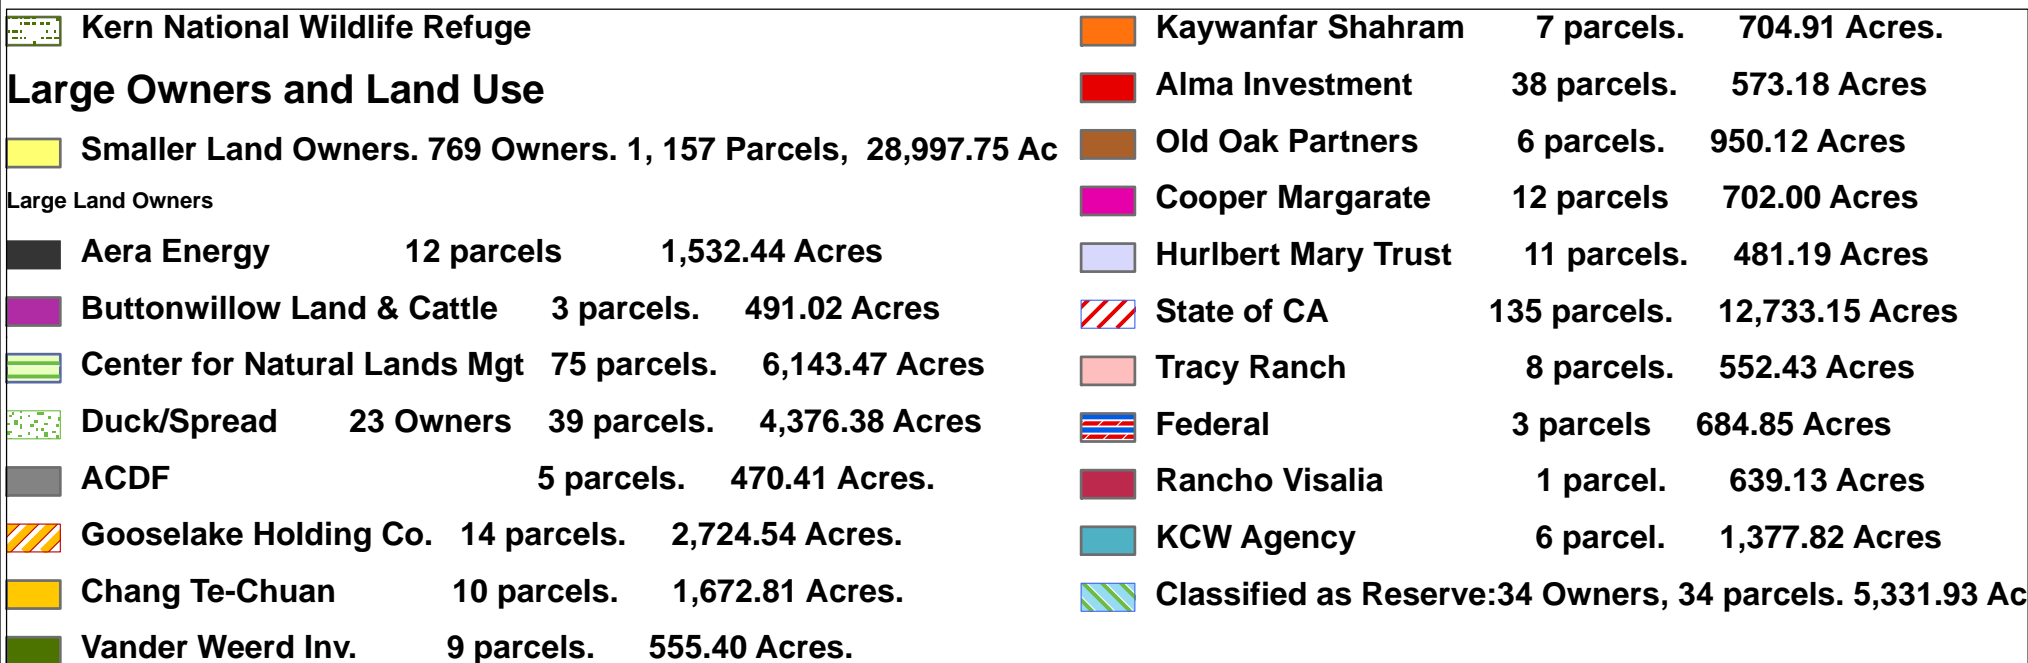 Kern National Wildlife Refuge
Large Owners and Land Use
Smaller Land Owners. 769 Owners. 1, 157 Parcels, 28,997.75 Ac
Large Land Owners
Aera Energy 12 parcels 1,532.44 Acres
Buttonwillow Land & Cattle 3 parcels. 491.02 Acres
Center for Natural Lands Mgt 75 parcels. 6,143.47 Acres
Duck/Spread 23 Owners 39 parcels. 4,376.38 Acres
ACDF 5 parcels. 470.41 Acres.
Gooselake Holding Co. 14 parcels. 2,724.54 Acres.
Chang Te-Chuan 10 parcels. 1,672.81 Acres.
Vander Weerd Inv. 9 parcels. 555.40 Acres.
Kaywanfar Shahram 7 parcels. 704.91 Acres.
Alma Investment 38 parcels. 573.18 Acres
Old Oak Partners 6 parcels. 950.12 Acres
Cooper Margarate 12 parcels 702.00 Acres
Hurlbert Mary Trust 11 parcels. 481.19 Acres
State of CA 135 parcels. 12,733.15 Acres
Tracy Ranch 8 parcels. 552.43 Acres
Federal 3 parcels 684.85 Acres
Rancho Visalia 1 parcel. 639.13 Acres
KCW Agency 6 parcel. 1,377.82 Acres
Classified as Reserve:34 Owners, 34 parcels. 5,331.93 Ac